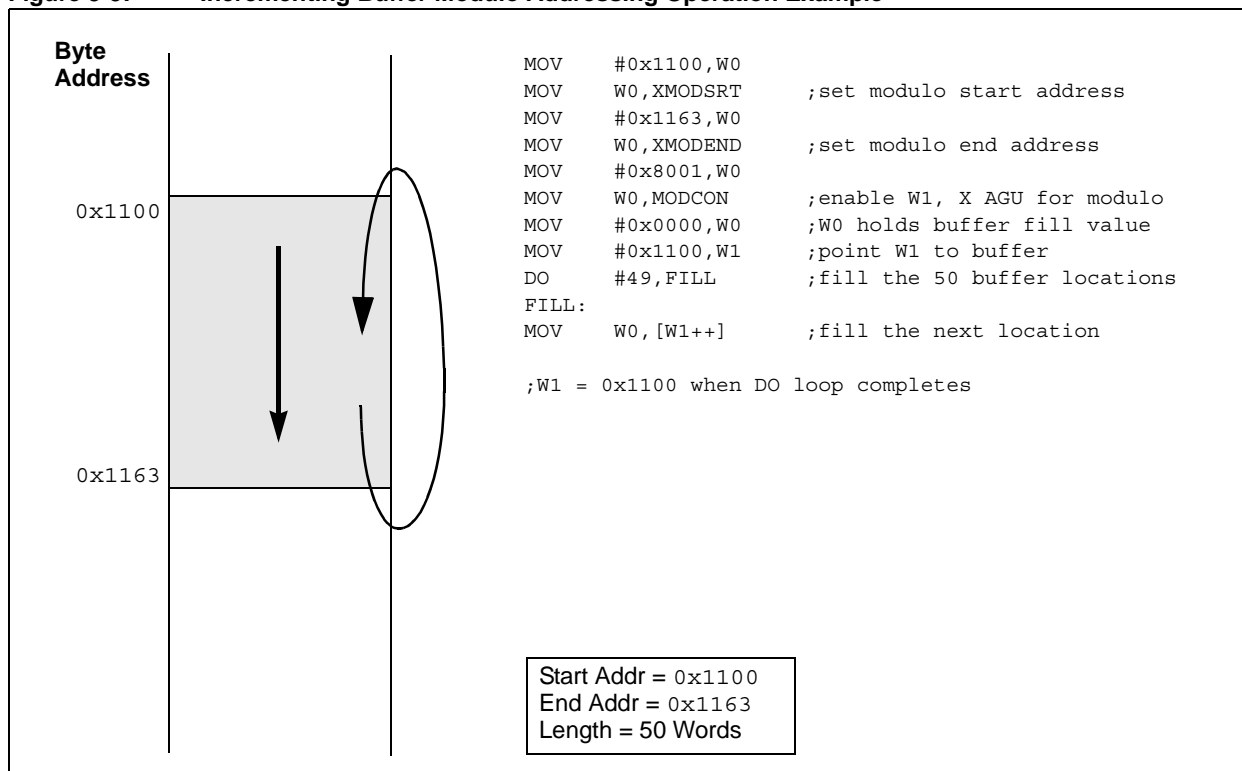 Byte
Address
0x1100
0x1163
MOV #0x1100,W0
MOV W0,XMODSRT ;set modulo start address
MOV #0x1163,W0
MOV W0,XMODEND ;set modulo end address
MOV #0x8001,W0
MOV W0,MODCON ;enable W1, X AGU for modulo
MOV #0x0000,W0 ;W0 holds buffer fill value
MOV #0x1100,W1 ;point W1 to buffer
DO #49,FILL ;fill the 50 buffer locations
FILL:
MOV W0,[W1++] ;fill the next location
;W1 = 0x1100 when DO loop completes
Start Addr = 0x1100
End Addr = 0x1163
Length = 50 Words